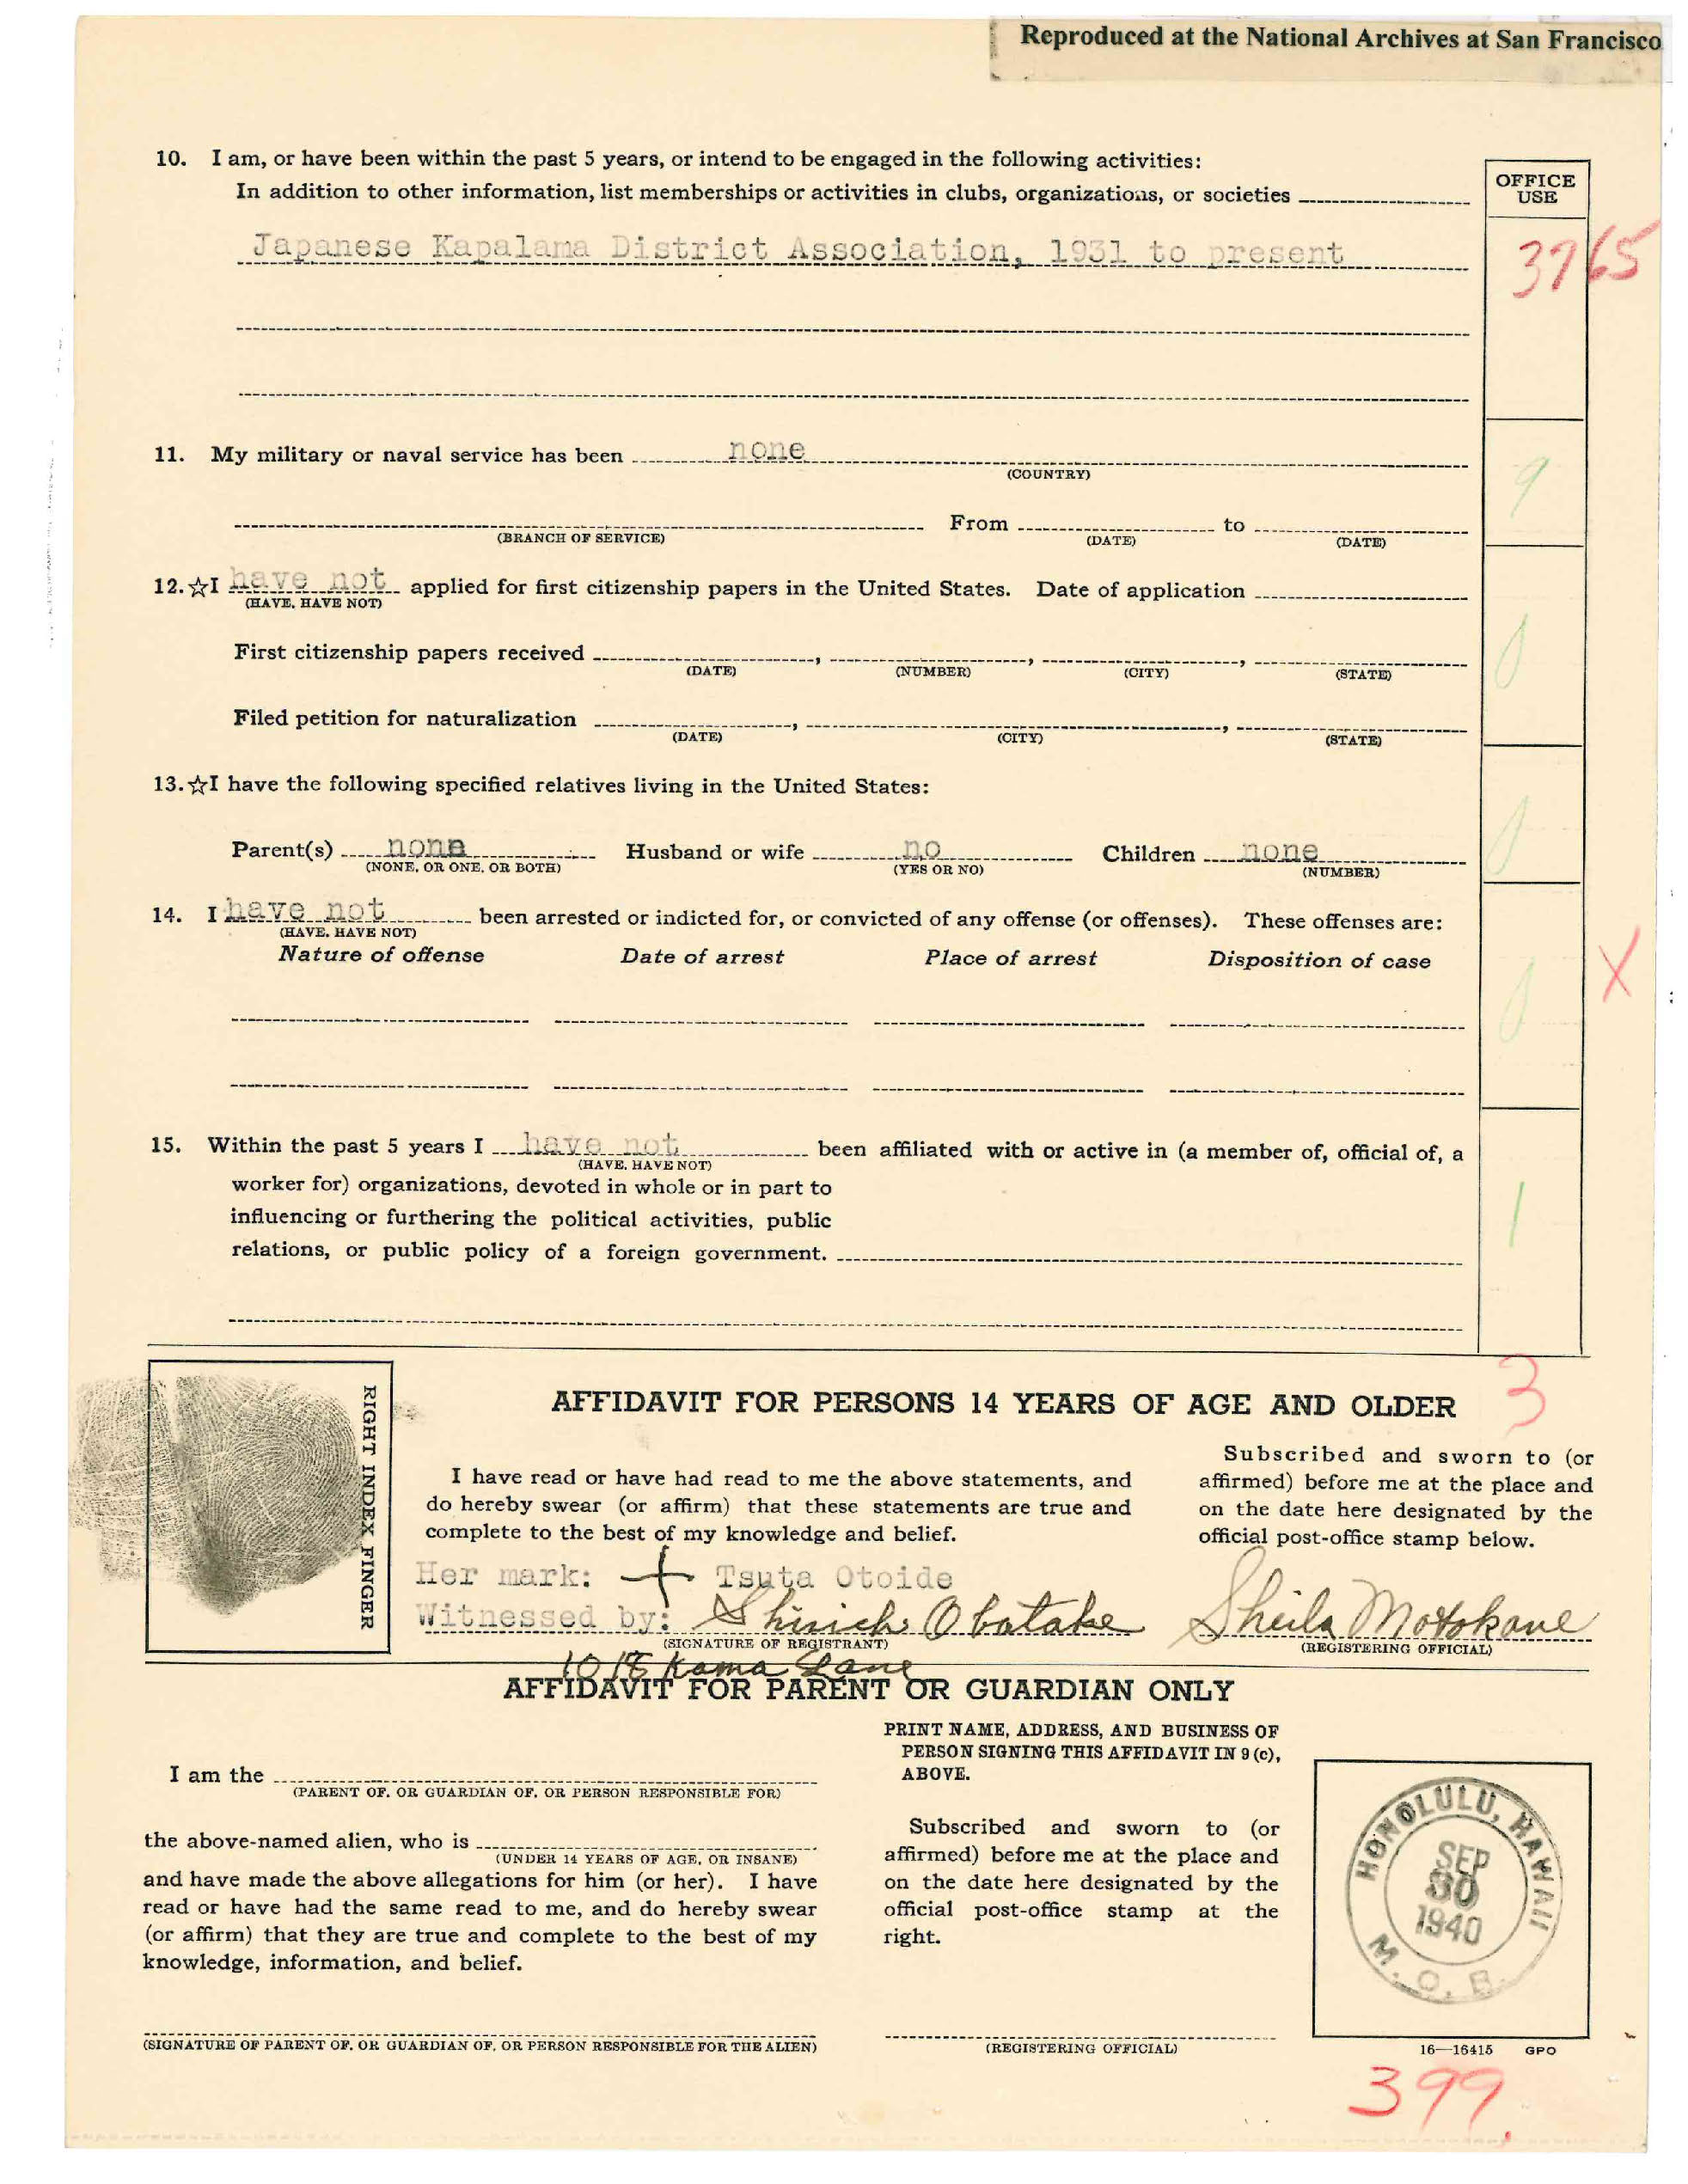 Reproduced at the National Archives at San Francisco
10. I am, or have been within the past 5 years, or intend to be engaged in the following activities:
In addition to other information, list memberships or activities in clubs, organizations, or societies
OFFICE
USE
Japanese Kapalama District Association, 1931 to present
3765
11. My military or naval service has been none
(COUNTRY)
9
From to
(BRANCH OF SERVICE) (DATE) (DATE)
12. ☆I have not applied for first citizenship papers in the United States. Date of application
(HAVE, HAVE NOT)
First citizenship papers received , , ,
(DATE) (NUMBER) (CITY) (STATE)
0
Filed petition for naturalization , ,
(DATE) (CITY) (STATE)
13. ☆I have the following specified relatives living in the United States:
Parent(s) none Husband or wife no Children none
(NONE, OR ONE, OR BOTH) (YES OR NO) (NUMBER)
0
14. I have not been arrested or indicted for, or convicted of any offense (or offenses). These offenses are:
(HAVE, HAVE NOT)
Nature of offense Date of arrest Place of arrest Disposition of case
X
0
15. Within the past 5 years I have not been affiliated with or active in (a member of, official of, a
(HAVE, HAVE NOT)
worker for) organizations, devoted in whole or in part to
influencing or furthering the political activities, public
relations, or public policy of a foreign government.
1
3
RIGHT INDEX FINGER
AFFIDAVIT FOR PERSONS 14 YEARS OF AGE AND OLDER
I have read or have had read to me the above statements, and
do hereby swear (or affirm) that these statements are true and
complete to the best of my knowledge and belief.
Subscribed and sworn to (or
affirmed) before me at the place and
on the date here designated by the
official post-office stamp below.
Her mark: + Tsuta Otoide
Witnessed by: Shinichi Obatake
(SIGNATURE OF REGISTRANT)
1018 Kama Lane
Sheila Motokane
(REGISTERING OFFICIAL)
AFFIDAVIT FOR PARENT OR GUARDIAN ONLY
I am the
(PARENT OF, OR GUARDIAN OF, OR PERSON RESPONSIBLE FOR)
the above-named alien, who is
(UNDER 14 YEARS OF AGE, OR INSANE)
and have made the above allegations for him (or her). I have
read or have had the same read to me, and do hereby swear
(or affirm) that they are true and complete to the best of my
knowledge, information, and belief.
(SIGNATURE OF PARENT OF, OR GUARDIAN OF, OR PERSON RESPONSIBLE FOR THE ALIEN)
PRINT NAME, ADDRESS, AND BUSINESS OF
PERSON SIGNING THIS AFFIDAVIT IN 9 (c),
ABOVE.
Subscribed and sworn to (or
affirmed) before me at the place and
on the date here designated by the
official post-office stamp at the
right.
(REGISTERING OFFICIAL)
HONOLULU, HAWAII
SEP
30
1940
M. O. B.
16—16415 GPO
399